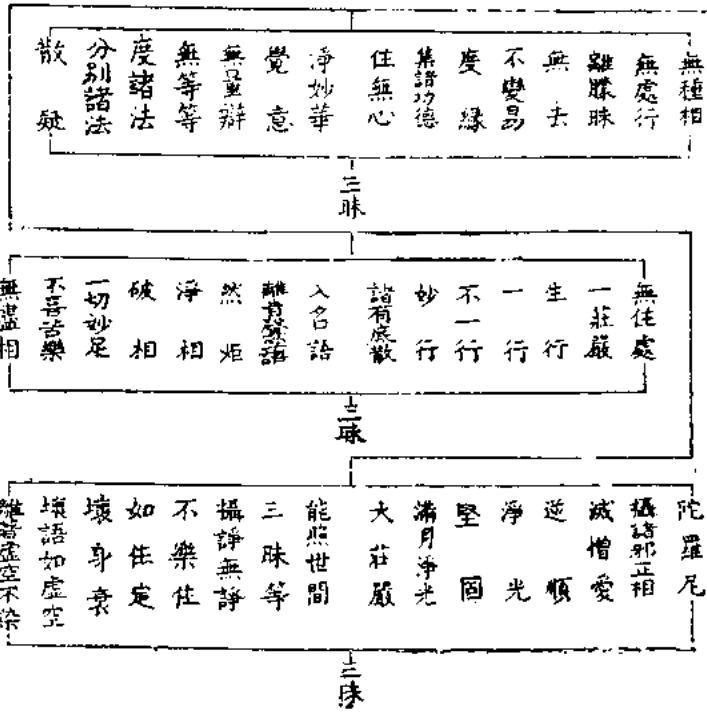 無種相
無處行
離朦昧
無去
不變易
度緣
集諸功德
住無心
淨妙華
覺意
無量辯
無等等
度諸法
分別諸法
散疑
三昧
無住處
一莊嚴
生行
一行
不一行
妙行
諸有底散
入名語
離音聲語
然炬
淨相
破相
一切妙足
不喜苦樂
無盡相
三昧
陀羅尼
攝諸邪正相
滅憎愛
逆順
淨光
堅固
滿月淨光
大莊嚴
能照世間
三昧等
攝諍無諍
不樂住
如住定
壞身衰
壞語如虛空
離著虛空不染
三昧